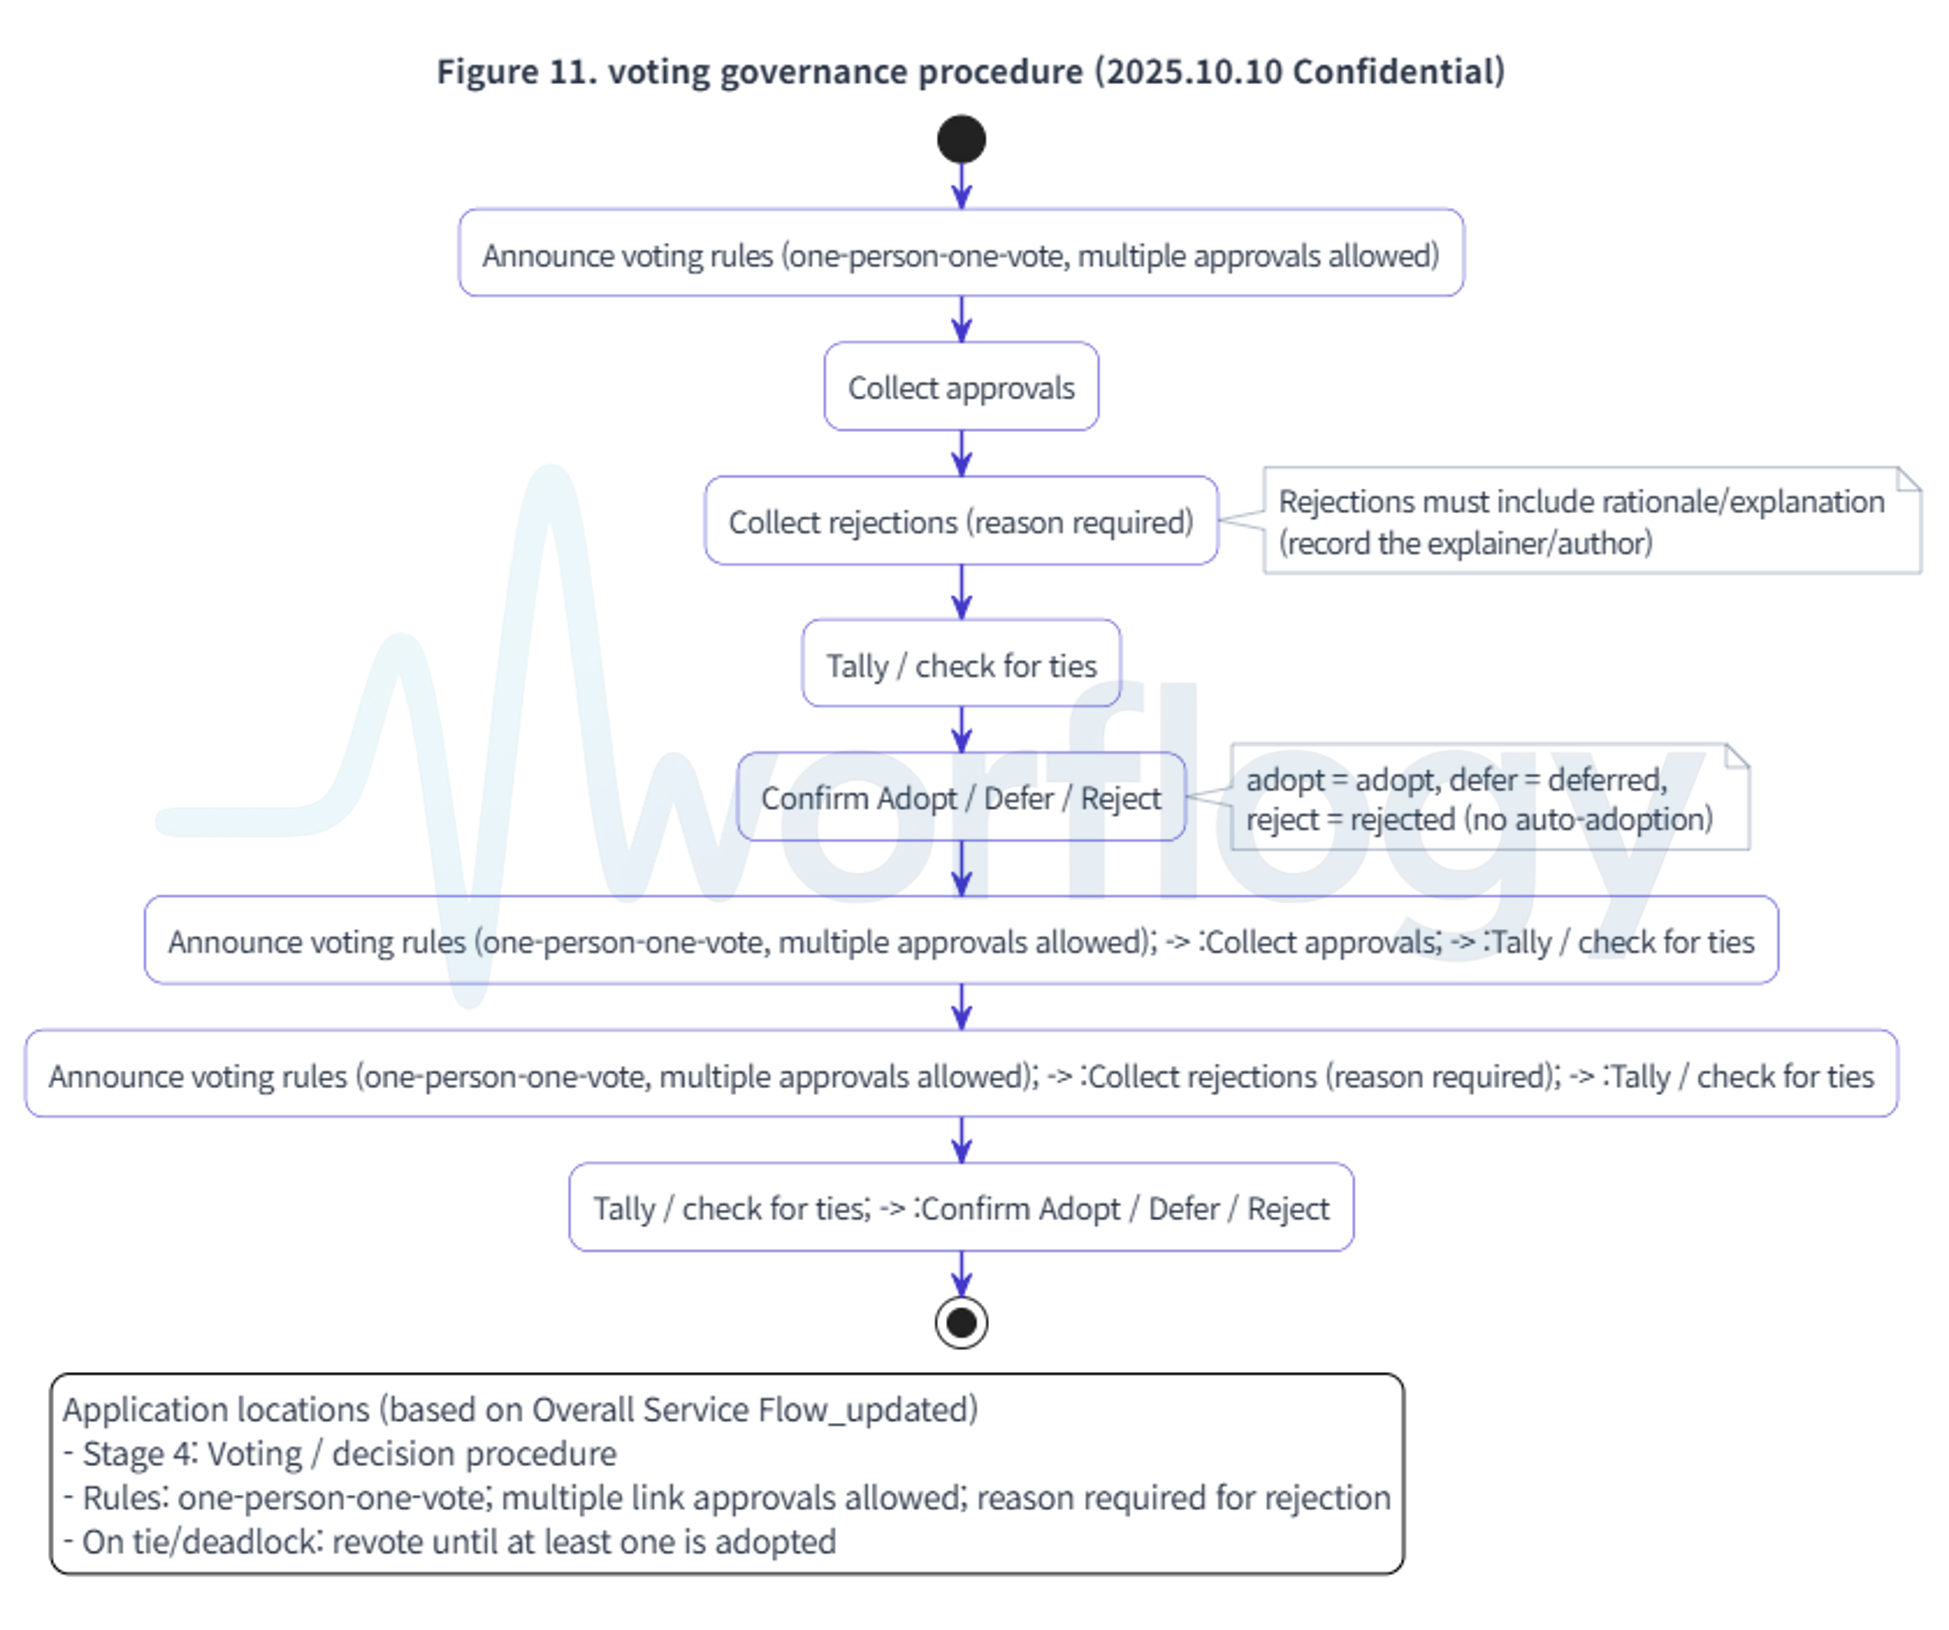 Figure 11. voting governance procedure (2025.10.10 Confidential)
Announce voting rules (one-person-one-vote, multiple approvals allowed)
Collect approvals
Collect rejections (reason required)
Rejections must include rationale/explanation
(record the explainer/author)
Tally / check for ties
Confirm Adopt / Defer / Reject
adopt = adopt, defer = deferred,
reject = rejected (no auto-adoption)
worflogy
Announce voting rules (one-person-one-vote, multiple approvals allowed); -> :Collect approvals; -> :Tally / check for ties
Announce voting rules (one-person-one-vote, multiple approvals allowed); -> :Collect rejections (reason required); -> :Tally / check for ties
Tally / check for ties; -> :Confirm Adopt / Defer / Reject
Application locations (based on Overall Service Flow_updated)
- Stage 4: Voting / decision procedure
- Rules: one-person-one-vote; multiple link approvals allowed; reason required for rejection
- On tie/deadlock: revote until at least one is adopted